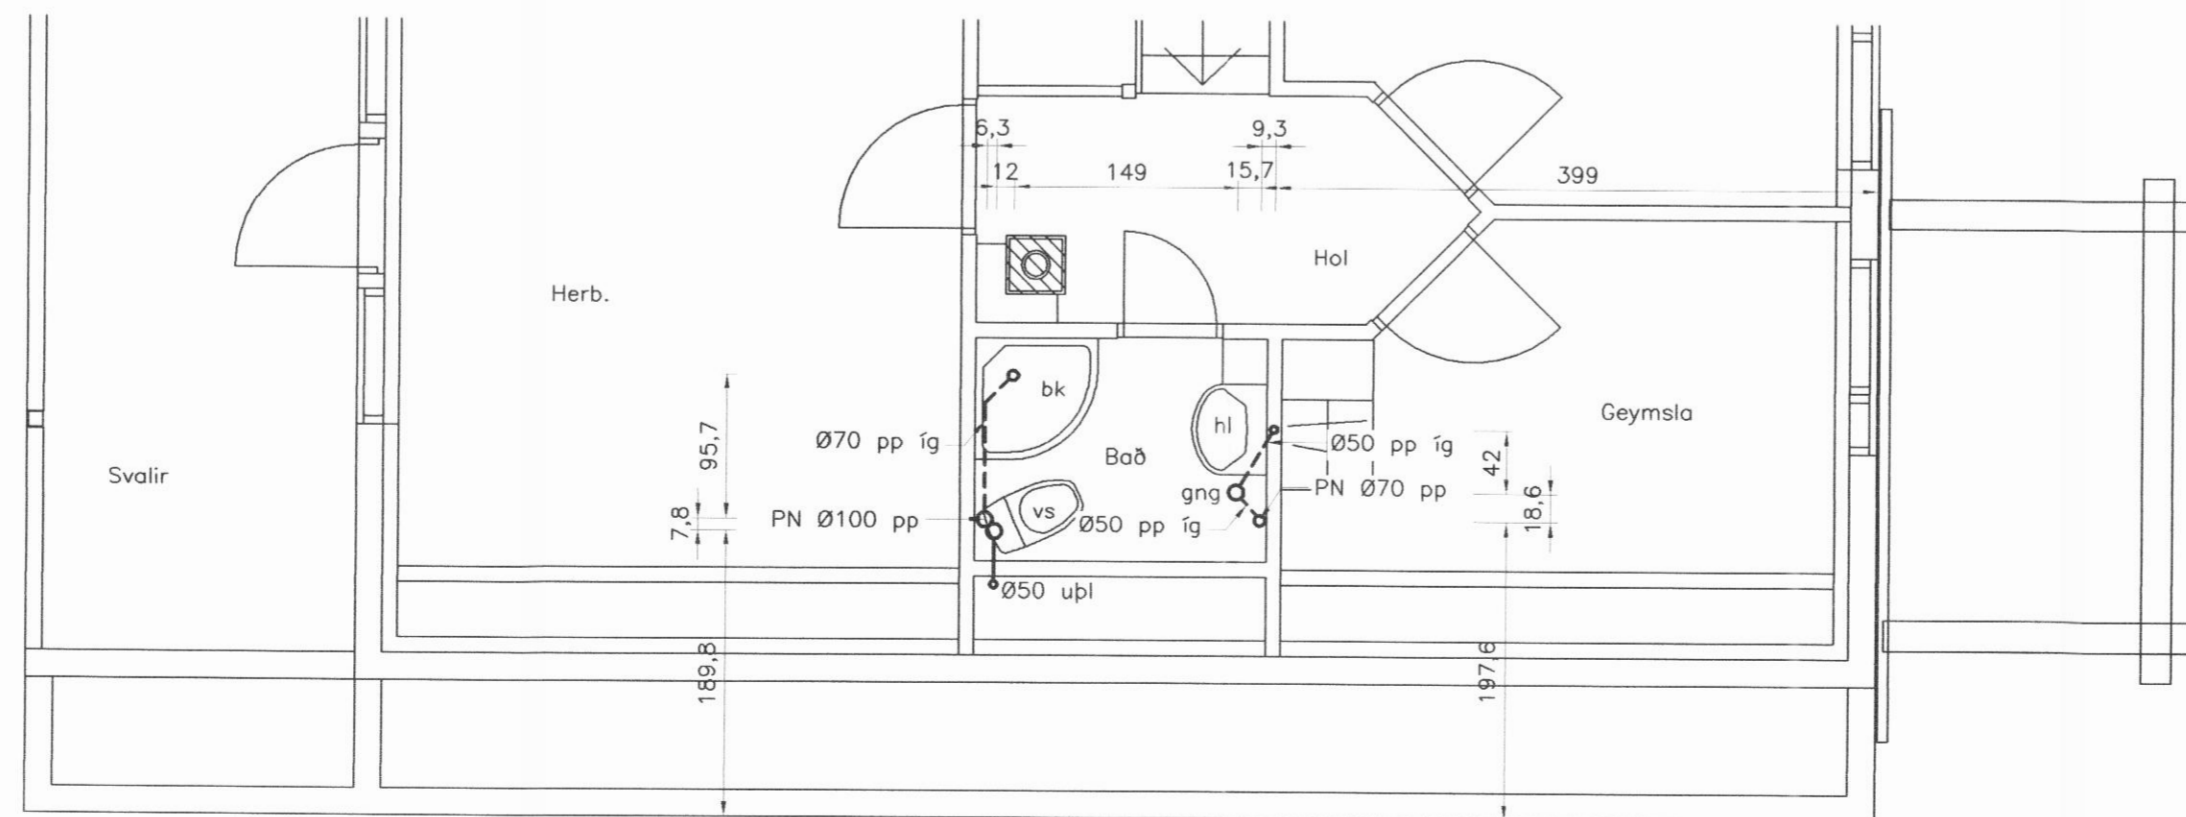 6,3
9,3
12
149
15,7
399
Hol
Herb.
bk
Geymsla
hl
Ø70 pp íg
Ø50 pp íg
95,7
42
Bað
Svalir
gng
PN Ø70 pp
vs
PN Ø100 pp
Ø50 pp íg
7,8
18,6
Ø50 uþl
189,8
197,6